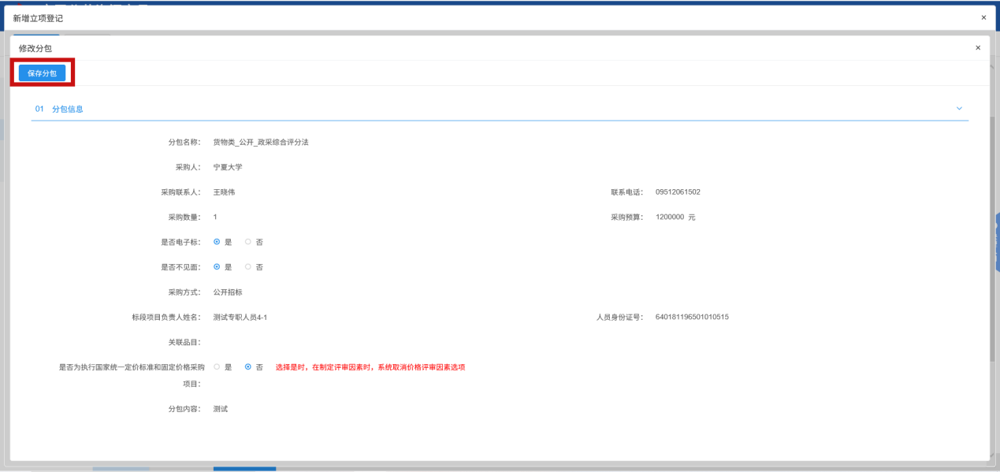 新增立项登记 ×
修改分包 ×
保存分包
01 分包信息
分包名称： 货物类_公开_政采综合评分法
采购人： 宁夏大学
采购联系人： 王晓伟 联系电话： 09512061502
采购数量： 1 采购预算： 1200000 元
是否电子标： 是 否
是否不见面： 是 否
采购方式： 公开招标
标段项目负责人姓名： 测试专职人员4-1 人员身份证号： 640181196501010515
关联品目：
是否为执行国家统一定价标准和固定价格采购 是 否 选择是时，在制定评审因素时，系统取消价格评审因素选项
项目：
分包内容： 测试